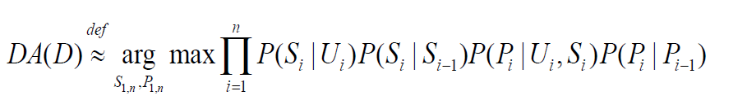 DA(D) ≈^{def} arg max_{S_{1,n},P_{1,n}} ∏_{i=1}^{n} P(S_i | U_i)P(S_i | S_{i-1})P(P_i | U_i, S_i)P(P_i | P_{i-1})